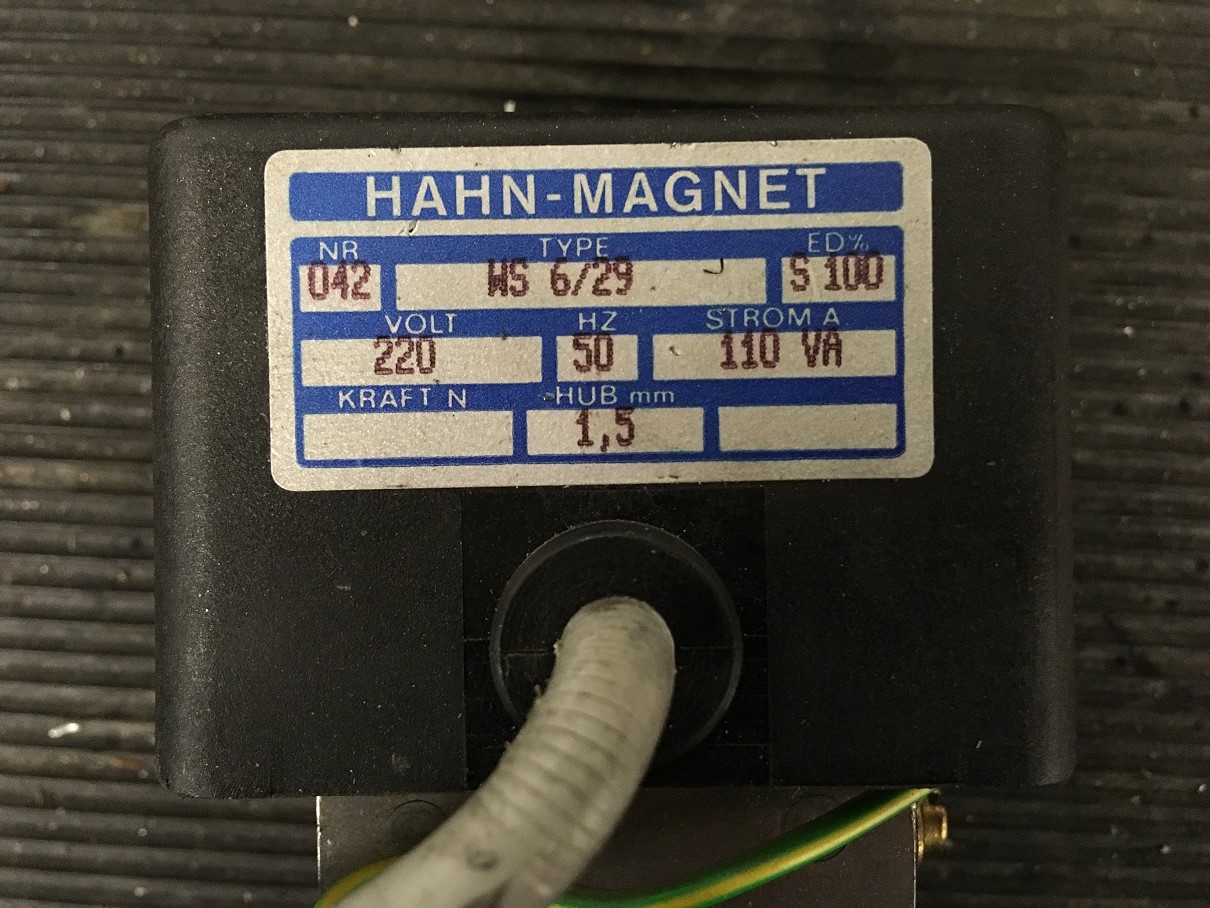 HAHN-MAGNET
NR TYPE ED%
042 WS 6/29 S 100
VOLT HZ STROM A
220 50 110 VA
KRAFT N HUB mm
1,5